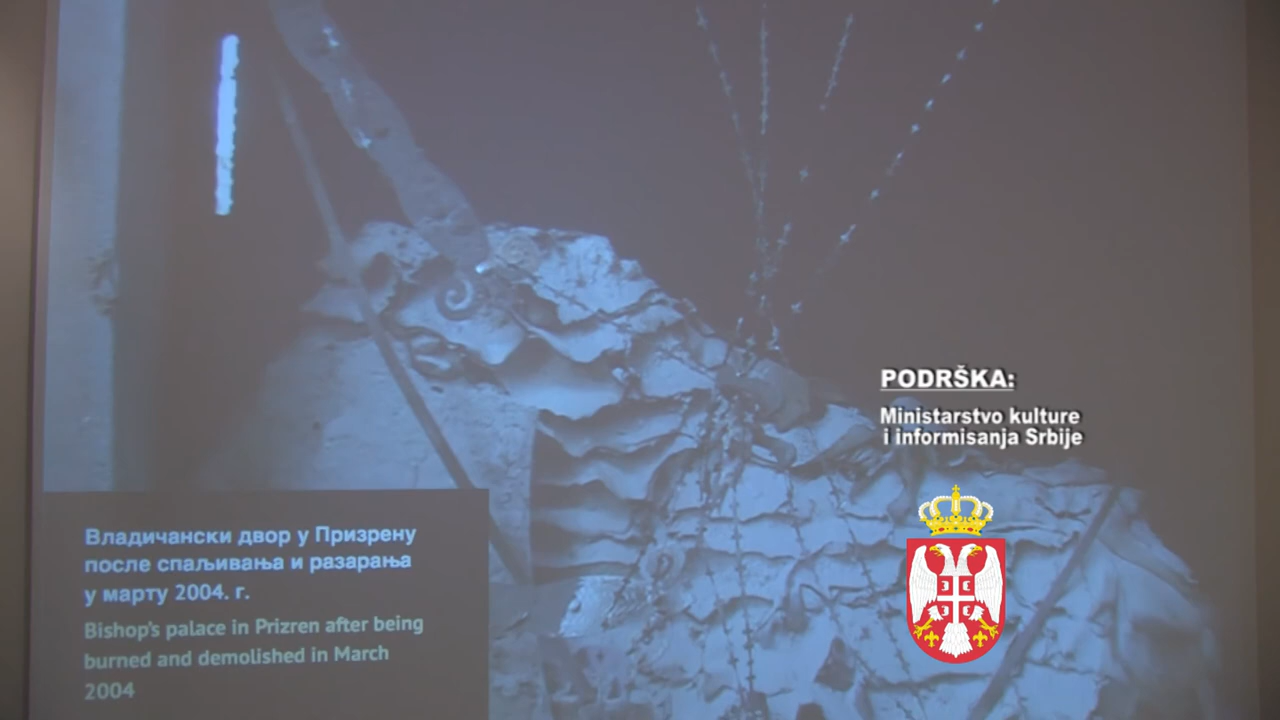 PODRŠKA:
Ministarstvo kulture
i informisanja Srbije
Владичански двор у Призрену
после спаљивања и разарања
у марту 2004. г.
Bishop's palace in Prizren after being
burned and demolished in March
2004